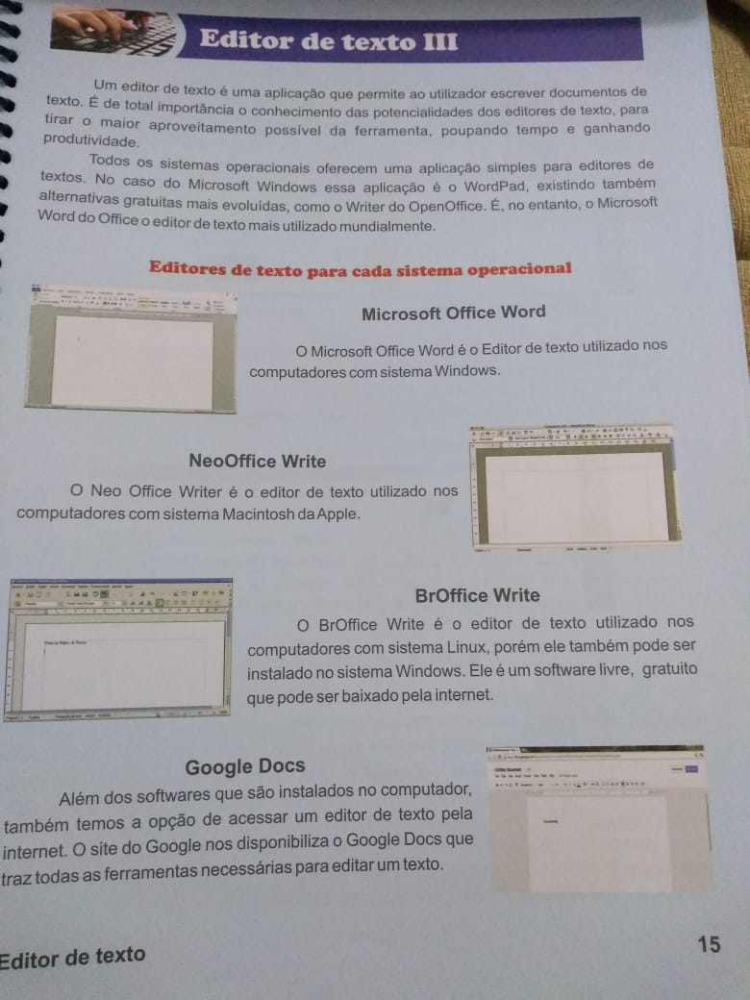 Editor de texto III
Um editor de texto é uma aplicação que permite ao utilizador escrever documentos de
texto. É de total importância o conhecimento das potencialidades dos editores de texto, para
tirar o maior aproveitamento possível da ferramenta, poupando tempo e ganhando
produtividade.
Todos os sistemas operacionais oferecem uma aplicação simples para editores de
textos. No caso do Microsoft Windows essa aplicação é o WordPad, existindo também
alternativas gratuitas mais evoluídas, como o Writer do OpenOffice. É, no entanto, o Microsoft
Word do Office o editor de texto mais utilizado mundialmente.
Editores de texto para cada sistema operacional
Microsoft Office Word
O Microsoft Office Word é o Editor de texto utilizado nos
computadores com sistema Windows.
NeoOffice Write
O Neo Office Writer é o editor de texto utilizado nos
computadores com sistema Macintosh da Apple.
BrOffice Write
O BrOffice Write é o editor de texto utilizado nos
computadores com sistema Linux, porém ele também pode ser
instalado no sistema Windows. Ele é um software livre, gratuito
que pode ser baixado pela internet.
Google Docs
Além dos softwares que são instalados no computador,
também temos a opção de acessar um editor de texto pela
internet. O site do Google nos disponibiliza o Google Docs que
traz todas as ferramentas necessárias para editar um texto.
Editor de texto
15